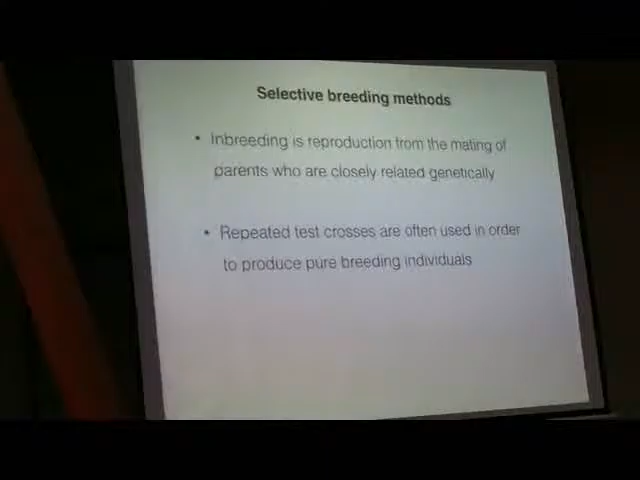 Selective breeding methods
• Inbreeding is reproduction from the mating of
parents who are closely related genetically
• Repeated test crosses are often used in order
to produce pure breeding individuals